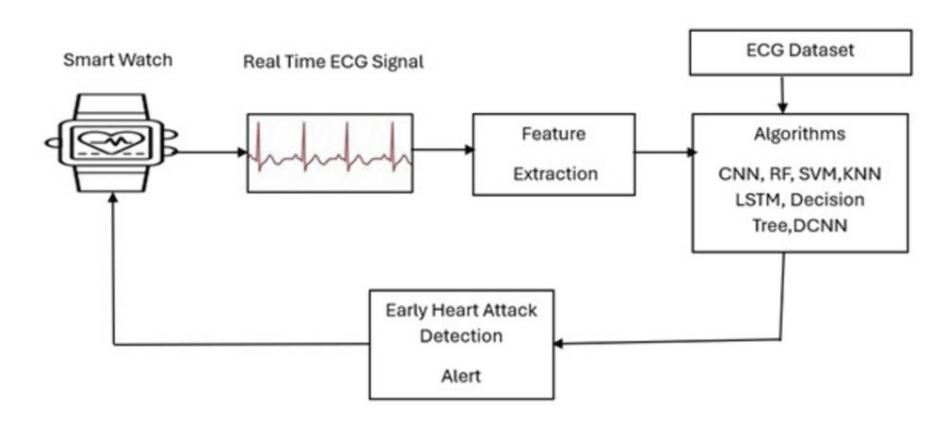 Smart Watch
Real Time ECG Signal
ECG Dataset
Feature
Extraction
Algorithms
CNN, RF, SVM,KNN
LSTM, Decision
Tree,DCNN
Early Heart Attack
Detection
Alert